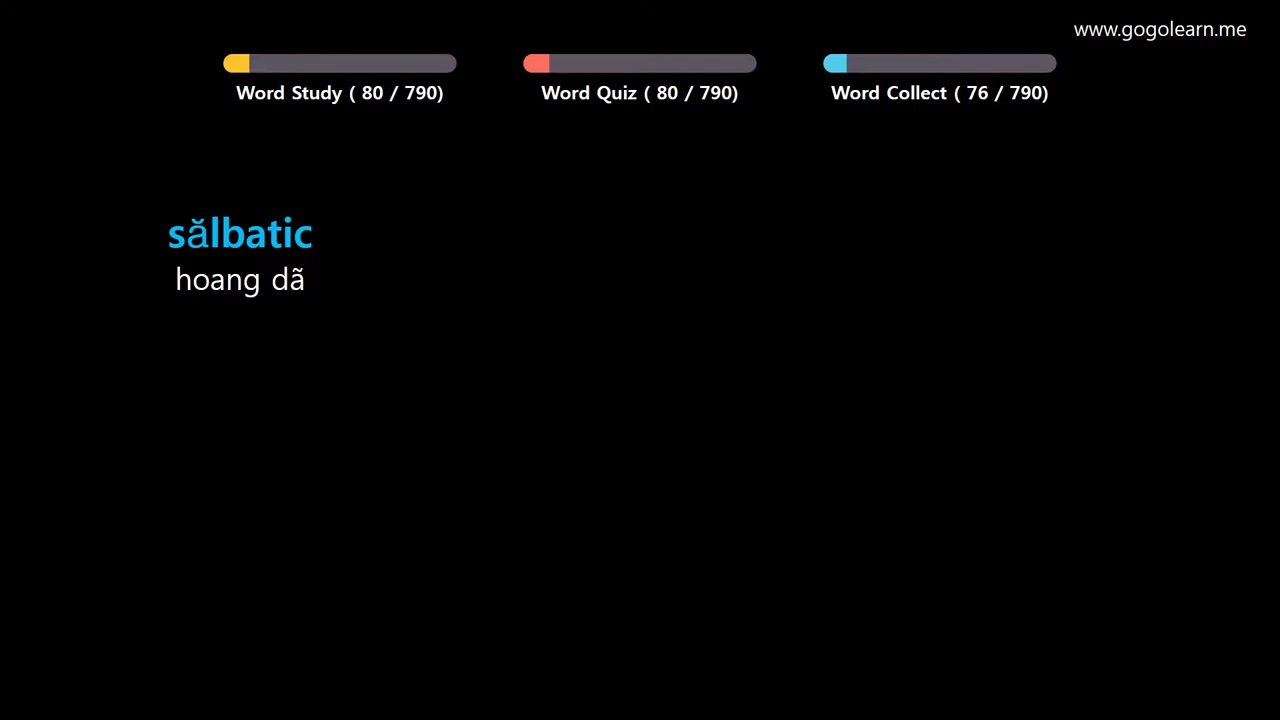 www.gogolearn.me
Word Study ( 80 / 790)
Word Quiz ( 80 / 790)
Word Collect ( 76 / 790)
sălbatic
hoang dã